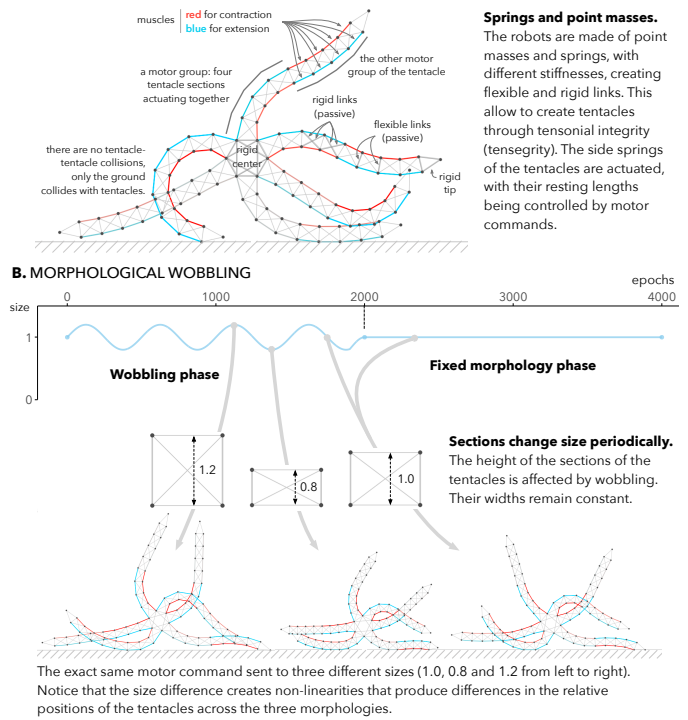 muscles
red for contraction
blue for extension
a motor group: four
tentacle sections
actuating together
the other motor
group of the tentacle
rigid links
(passive)
flexible links
(passive)
there are no tentacle-
tentacle collisions,
only the ground
collides with tentacles.
rigid
center
rigid
tip
Springs and point masses.
The robots are made of point
masses and springs, with
different stiffnesses, creating
flexible and rigid links. This
allow to create tentacles
through tensonial integrity
(tensegrity). The side springs
of the tentacles are actuated,
with their resting lengths
being controlled by motor
commands.
B. MORPHOLOGICAL WOBBLING
epochs
0 1000 2000 3000 4000
size
1
0
Wobbling phase
Fixed morphology phase
1.2
0.8
1.0
Sections change size periodically.
The height of the sections of the
tentacles is affected by wobbling.
Their widths remain constant.
The exact same motor command sent to three different sizes (1.0, 0.8 and 1.2 from left to right).
Notice that the size difference creates non-linearities that produce differences in the relative
positions of the tentacles across the three morphologies.